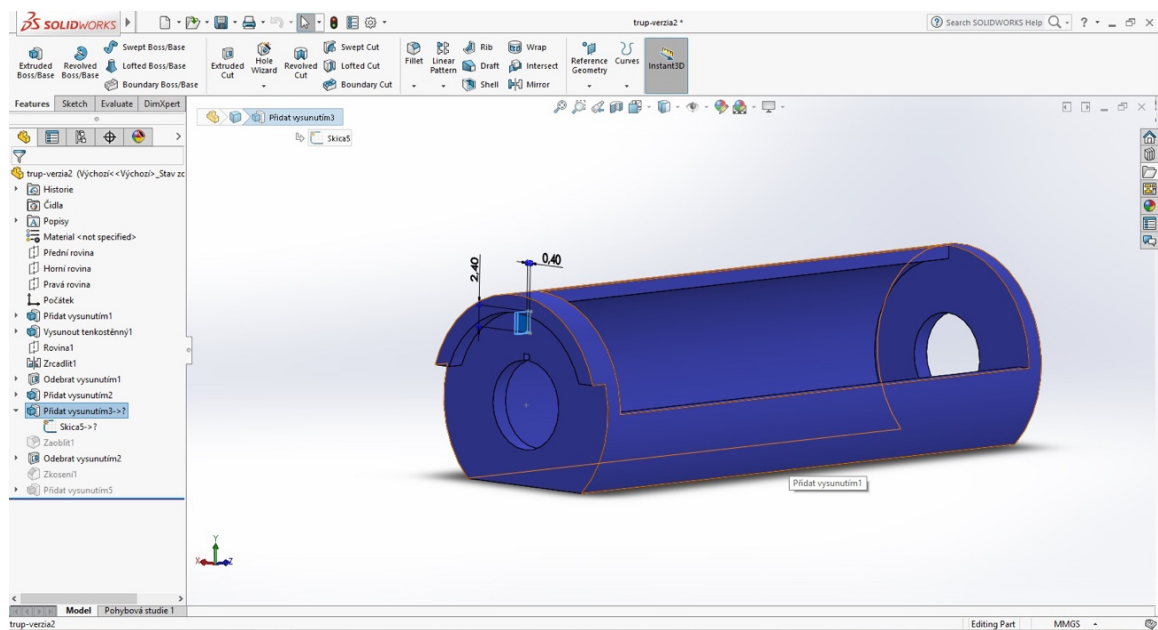 SOLIDWORKS
trup-verzia2 *
Search SOLIDWORKS Help
Extruded Boss/Base
Revolved Boss/Base
Swept Boss/Base
Lofted Boss/Base
Boundary Boss/Base
Extruded Cut
Hole Wizard
Revolved Cut
Swept Cut
Lofted Cut
Boundary Cut
Fillet
Linear Pattern
Rib
Draft
Shell
Wrap
Intersect
Mirror
Reference Geometry
Curves
Instant3D
Features
Sketch
Evaluate
DimXpert
Přidat vysunutím3
Skica5
trup-verzia2 (Výchozí<<Výchozí>_Stav zc
Historie
Čidla
Popisy
Material <not specified>
Přední rovina
Horní rovina
Pravá rovina
Počátek
Přidat vysunutím1
Vysunout tenkostěnný1
Rovina1
Zrcadlit1
Odebrat vysunutím1
Přidat vysunutím2
Přidat vysunutím3->?
Skica5->?
Zaoblit1
Odebrat vysunutím2
Zkosení1
Přidat vysunutím5
2,40
0,40
Přidat vysunutím1
Y
X
Z
Model
Pohybová studie 1
trup-verzia2
Editing Part
MMGS